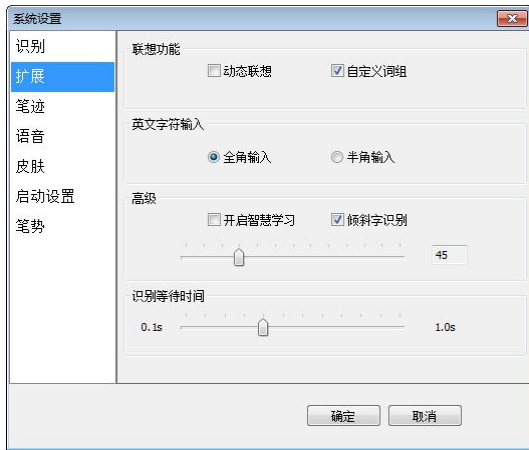 系统设置
识别
扩展
笔迹
语音
皮肤
启动设置
笔势
联想功能
动态联想 自定义词组
英文字符输入
全角输入 半角输入
高级
开启智慧学习 倾斜字识别
45
识别等待时间
0.1s 1.0s
确定 取消